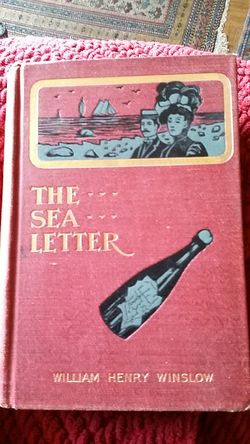 THE
SEA
LETTER
WILLIAM HENRY WINSLOW